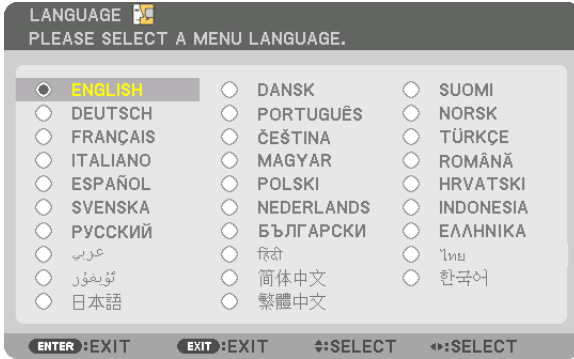 LANGUAGE
PLEASE SELECT A MENU LANGUAGE.
ENGLISH DANSK SUOMI
DEUTSCH PORTUGUÊS NORSK
FRANÇAIS ČEŠTINA TÜRKÇE
ITALIANO MAGYAR ROMÂNĂ
ESPAÑOL POLSKI HRVATSKI
SVENSKA NEDERLANDS INDONESIA
РУССКИЙ БЪЛГАРСКИ ΕΛΛΗΝΙΚΑ
عربي हिंदी ไทย
ئۇيغۇر 简体中文 한국어
日本語 繁體中文
ENTER :EXIT EXIT :EXIT :SELECT :SELECT